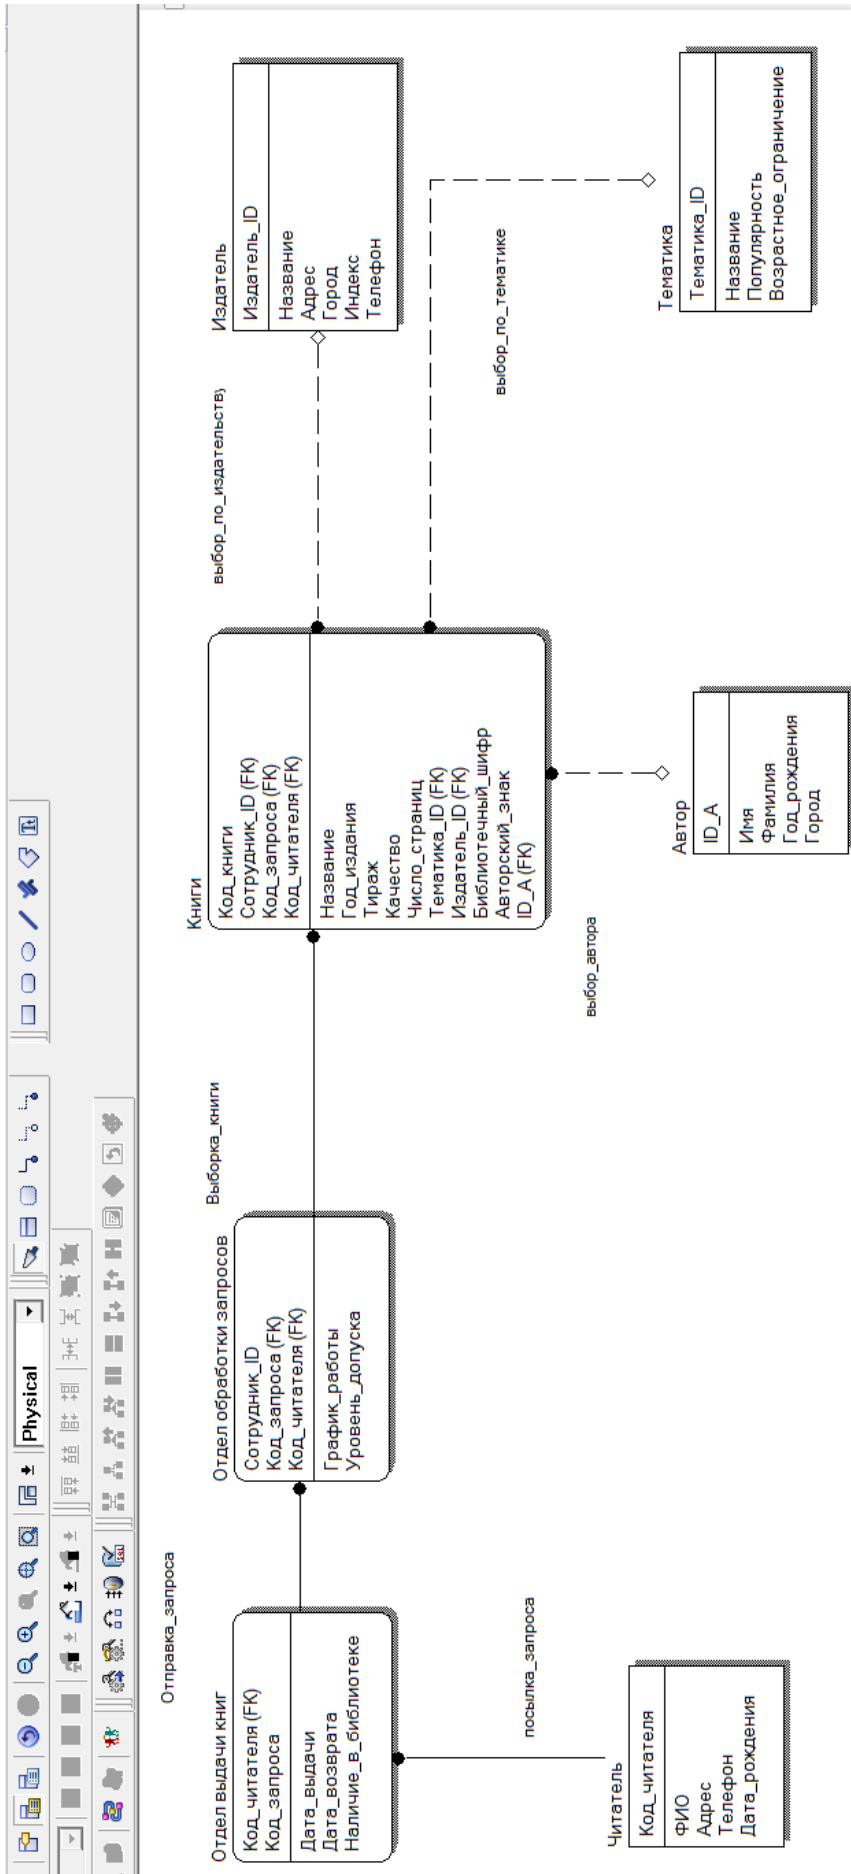 Physical
Издатель
Издатель_ID
Название
Адрес
Город
Индекс
Телефон
выбор_по_издательству
выбор_по_тематике
Тематика
Тематика_ID
Название
Популярность
Возрастное_ограничение
Книги
Код_книги
Сотрудник_ID (FK)
Код_запроса (FK)
Код_читателя (FK)
Название
Год_издания
Тираж
Качество
Число_страниц
Тематика_ID (FK)
Издатель_ID (FK)
Библиотечный_шифр
Авторский_знак
ID_A (FK)
выбор_автора
Автор
ID_A
Имя
Фамилия
Год_рождения
Город
Выборка_книги
Отдел обработки запросов
Сотрудник_ID
Код_запроса (FK)
Код_читателя (FK)
График_работы
Уровень_допуска
Отправка_запроса
Отдел выдачи книг
Код_читателя (FK)
Код_запроса
Дата_выдачи
Дата_возврата
Наличие_в_библиотеке
посылка_запроса
Читатель
Код_читателя
ФИО
Адрес
Телефон
Дата_рождения